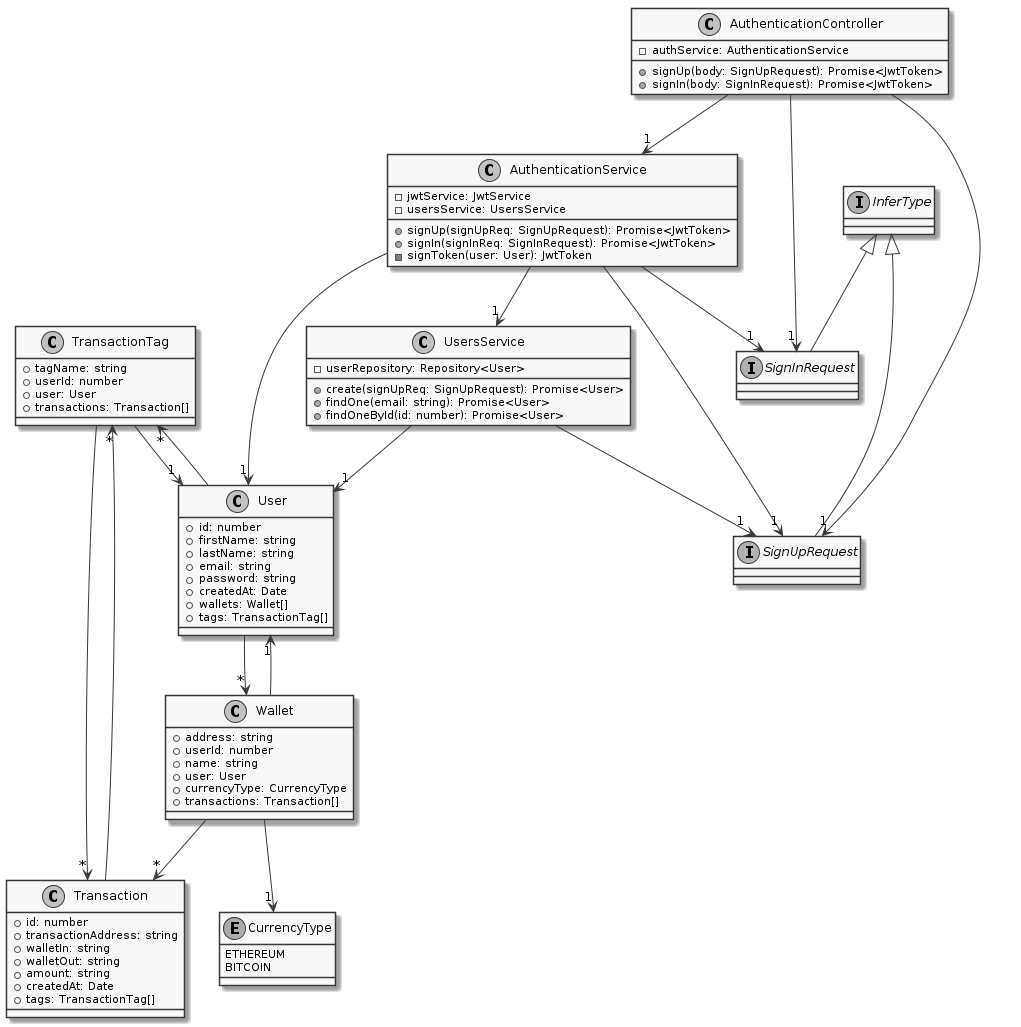 C AuthenticationController
authService: AuthenticationService
signUp(body: SignUpRequest): Promise<JwtToken>
signIn(body: SignInRequest): Promise<JwtToken>
1
C AuthenticationService
jwtService: JwtService
usersService: UsersService
signUp(signUpReq: SignUpRequest): Promise<JwtToken>
signIn(signInReq: SignInRequest): Promise<JwtToken>
signToken(user: User): JwtToken
I InferType
1
1
1
C TransactionTag
tagName: string
userId: number
user: User
transactions: Transaction[]
C UsersService
userRepository: Repository<User>
create(signUpReq: SignUpRequest): Promise<User>
findOne(email: string): Promise<User>
findOneById(id: number): Promise<User>
I SignInRequest
*
*
1
1
1
1
1
1
C User
id: number
firstName: string
lastName: string
email: string
password: string
createdAt: Date
wallets: Wallet[]
tags: TransactionTag[]
I SignUpRequest
1
*
C Wallet
address: string
userId: number
name: string
user: User
currencyType: CurrencyType
transactions: Transaction[]
*
*
1
C Transaction
id: number
transactionAddress: string
walletIn: string
walletOut: string
amount: string
createdAt: Date
tags: TransactionTag[]
E CurrencyType
ETHEREUM
BITCOIN